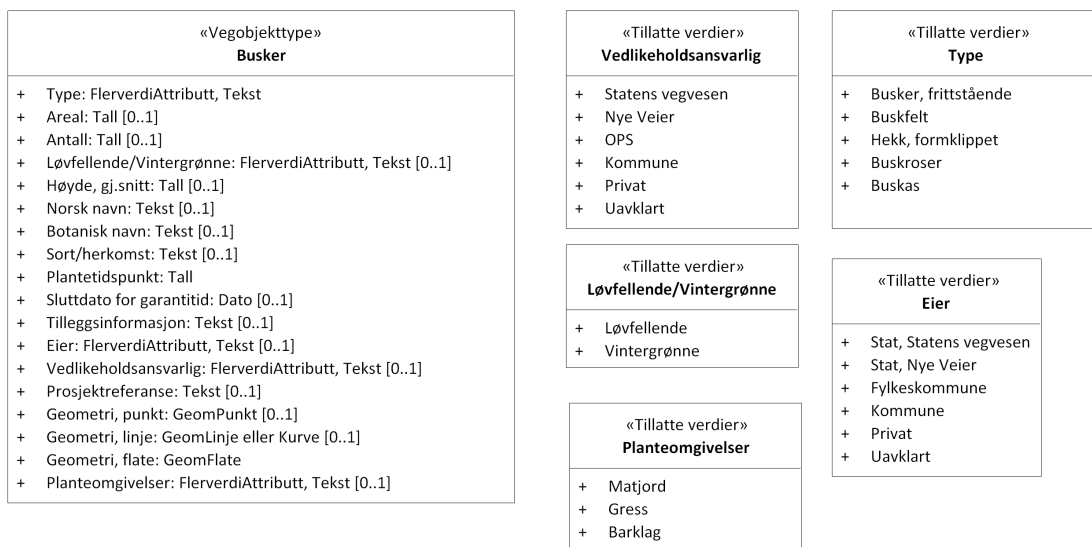 «Vegobjekttype»
Busker
+ Type: FlerverdiAttributt, Tekst
+ Areal: Tall [0..1]
+ Antall: Tall [0..1]
+ Løvfellende/Vintergrønne: FlerverdiAttributt, Tekst [0..1]
+ Høyde, gj.snitt: Tall [0..1]
+ Norsk navn: Tekst [0..1]
+ Botanisk navn: Tekst [0..1]
+ Sort/herkomst: Tekst [0..1]
+ Plantetidspunkt: Tall
+ Sluttdato for garantitid: Dato [0..1]
+ Tilleggsinformasjon: Tekst [0..1]
+ Eier: FlerverdiAttributt, Tekst [0..1]
+ Vedlikeholdsansvarlig: FlerverdiAttributt, Tekst [0..1]
+ Prosjektreferanse: Tekst [0..1]
+ Geometri, punkt: GeomPunkt [0..1]
+ Geometri, linje: GeomLinje eller Kurve [0..1]
+ Geometri, flate: GeomFlate
+ Planteomgivelser: FlerverdiAttributt, Tekst [0..1]
«Tillatte verdier»
Vedlikeholdsansvarlig
+ Statens vegvesen
+ Nye Veier
+ OPS
+ Kommune
+ Privat
+ Uavklart
«Tillatte verdier»
Løvfellende/Vintergrønne
+ Løvfellende
+ Vintergrønne
«Tillatte verdier»
Planteomgivelser
+ Matjord
+ Gress
+ Barklag
«Tillatte verdier»
Type
+ Busker, frittstående
+ Buskfelt
+ Hekk, formklippet
+ Buskroser
+ Buskas
«Tillatte verdier»
Eier
+ Stat, Statens vegvesen
+ Stat, Nye Veier
+ Fylkeskommune
+ Kommune
+ Privat
+ Uavklart